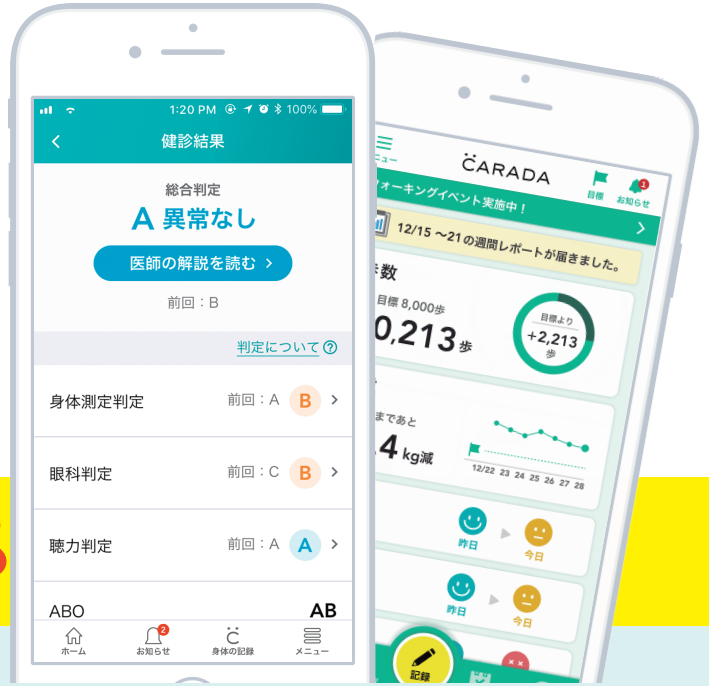 1:20 PM 100%
健診結果
総合判定
A 異常なし
医師の解説を読む
前回：B
判定について
身体測定判定 前回：A B
眼科判定 前回：C B
聴力判定 前回：A A
ABO AB
ホーム 2 お知らせ 身体の記録 メニュー
CARADA
目標 1 お知らせ
ォーキングイベント実施中！
12/15 ～21の週間レポートが届きました。
数
目標 8,000歩
0,213歩
目標より
+2,213
歩
まであと
.4 kg減
12/22 23 24 25 26 27 28
昨日 今日
昨日 今日
記録